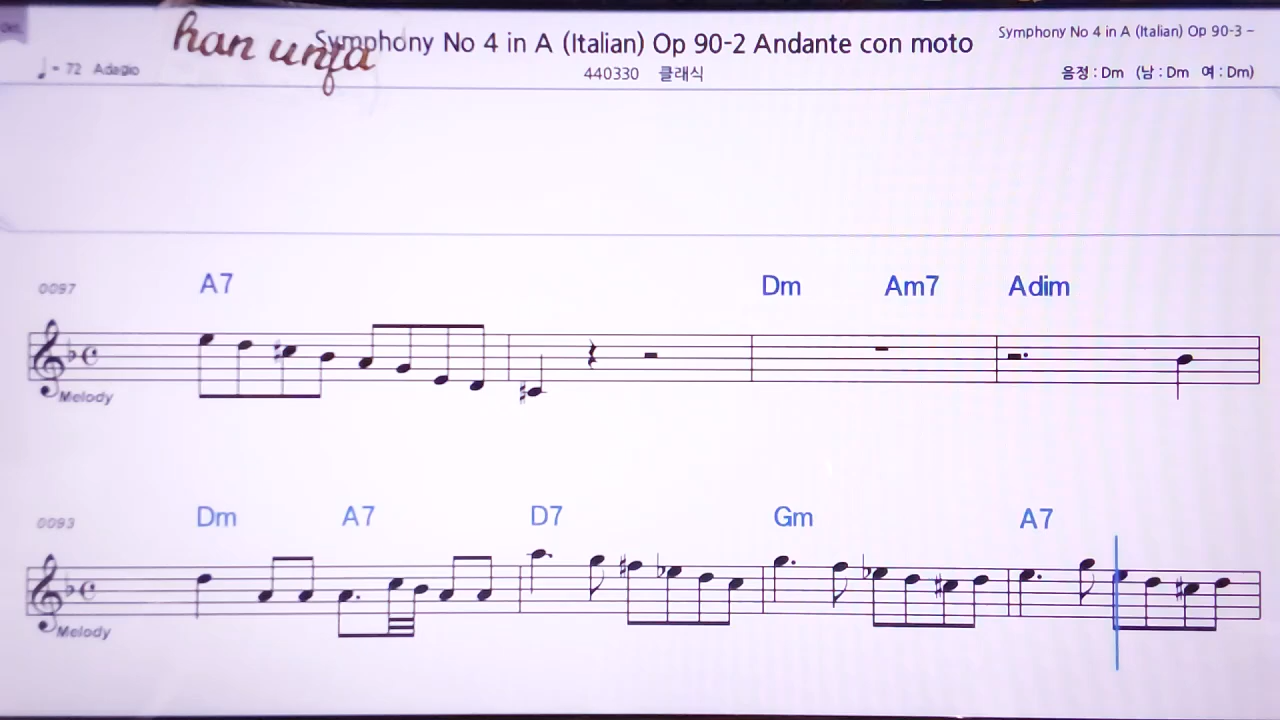 han unfa
Symphony No 4 in A (Italian) Op 90-2 Andante con moto
Symphony No 4 in A (Italian) Op 90-3 –
♩= 72 Adagio
440330 클래식
음정 : Dm (남 : Dm 여 : Dm)
0097 A7 Dm Am7 Adim
Melody
0093 Dm A7 D7 Gm A7
Melody